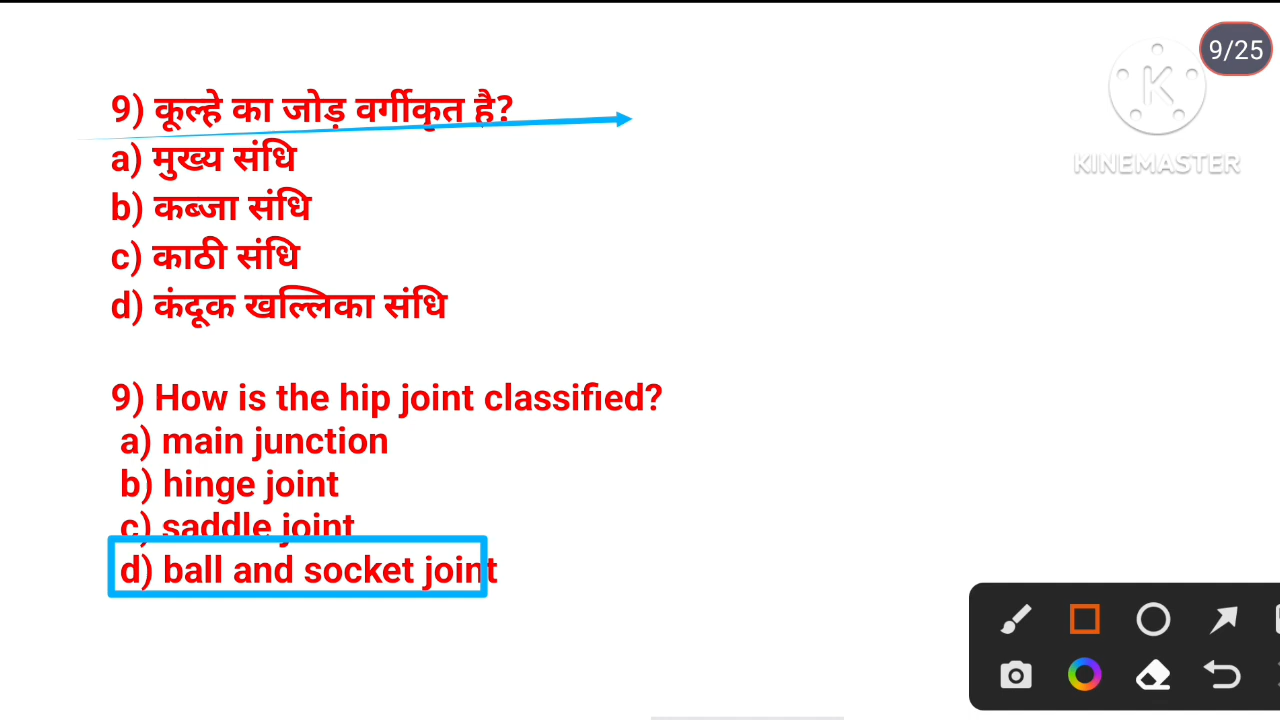 9/25
9) कूल्हे का जोड़ वर्गीकृत है?
a) मुख्य संधि
b) कब्जा संधि
c) काठी संधि
d) कंदूक खल्लिका संधि
K
KINEMASTER
9) How is the hip joint classified?
a) main junction
b) hinge joint
c) saddle joint
d) ball and socket joint